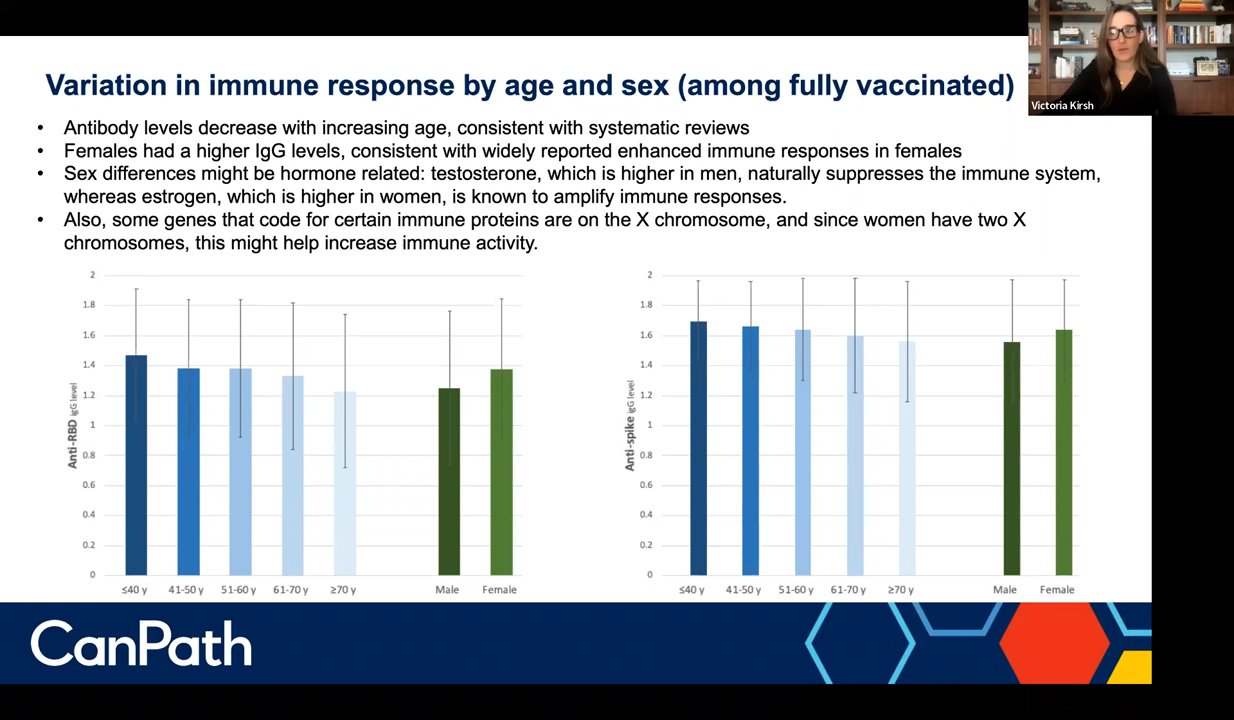 Variation in immune response by age and sex (among fully vaccinated)
Victoria Kirsh
• Antibody levels decrease with increasing age, consistent with systematic reviews
• Females had a higher IgG levels, consistent with widely reported enhanced immune responses in females
• Sex differences might be hormone related: testosterone, which is higher in men, naturally suppresses the immune system,
whereas estrogen, which is higher in women, is known to amplify immune responses.
• Also, some genes that code for certain immune proteins are on the X chromosome, and since women have two X
chromosomes, this might help increase immune activity.
Anti-RBD IgG level
2
1.8
1.6
1.4
1.2
1
0.8
0.6
0.4
0.2
0
≤40 y 41-50 y 51-60 y 61-70 y ≥70 y Male Female
Anti-spike IgG level
2
1.8
1.6
1.4
1.2
1
0.8
0.6
0.4
0.2
0
≤40 y 41-50 y 51-60 y 61-70 y ≥70 y Male Female
CanPath